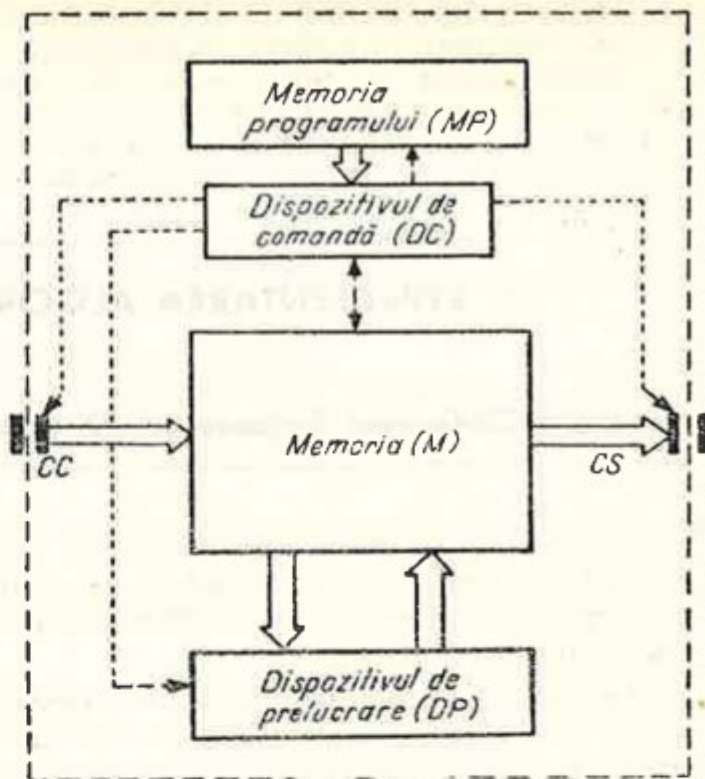 Memoria
programului (MP)
Dispozitivul de
comandă (DC)
Memoria (M)
CC
CS
Dispozitivul de
prelucrare (DP)